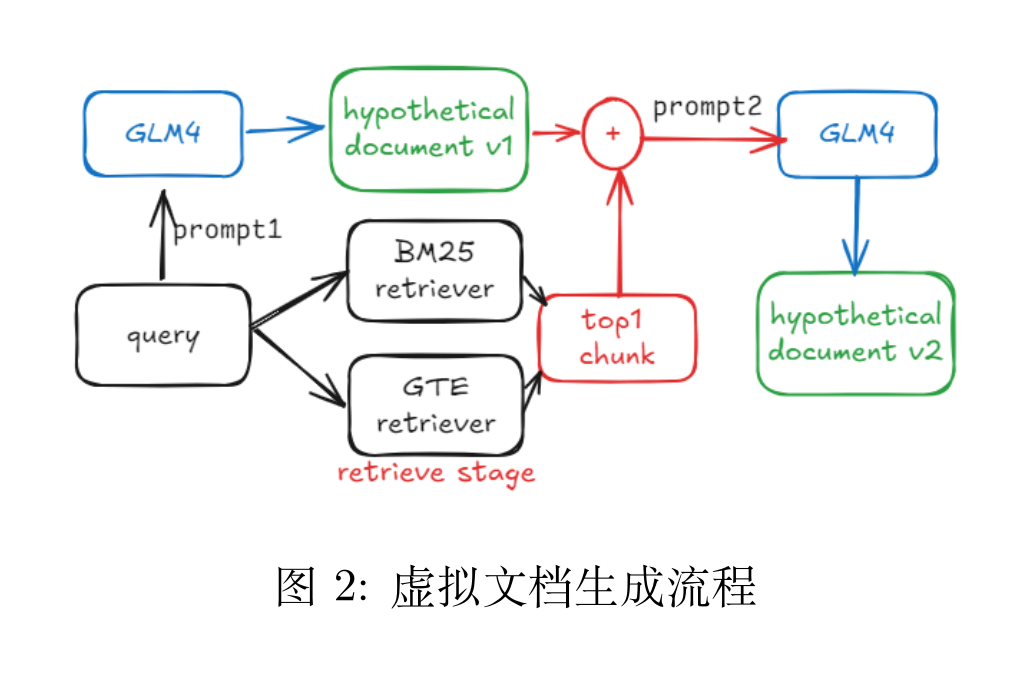 GLM4
hypothetical
document v1
+
prompt2
GLM4
prompt1
query
BM25
retriever
GTE
retriever
retrieve stage
top1
chunk
hypothetical
document v2
图 2: 虚拟文档生成流程